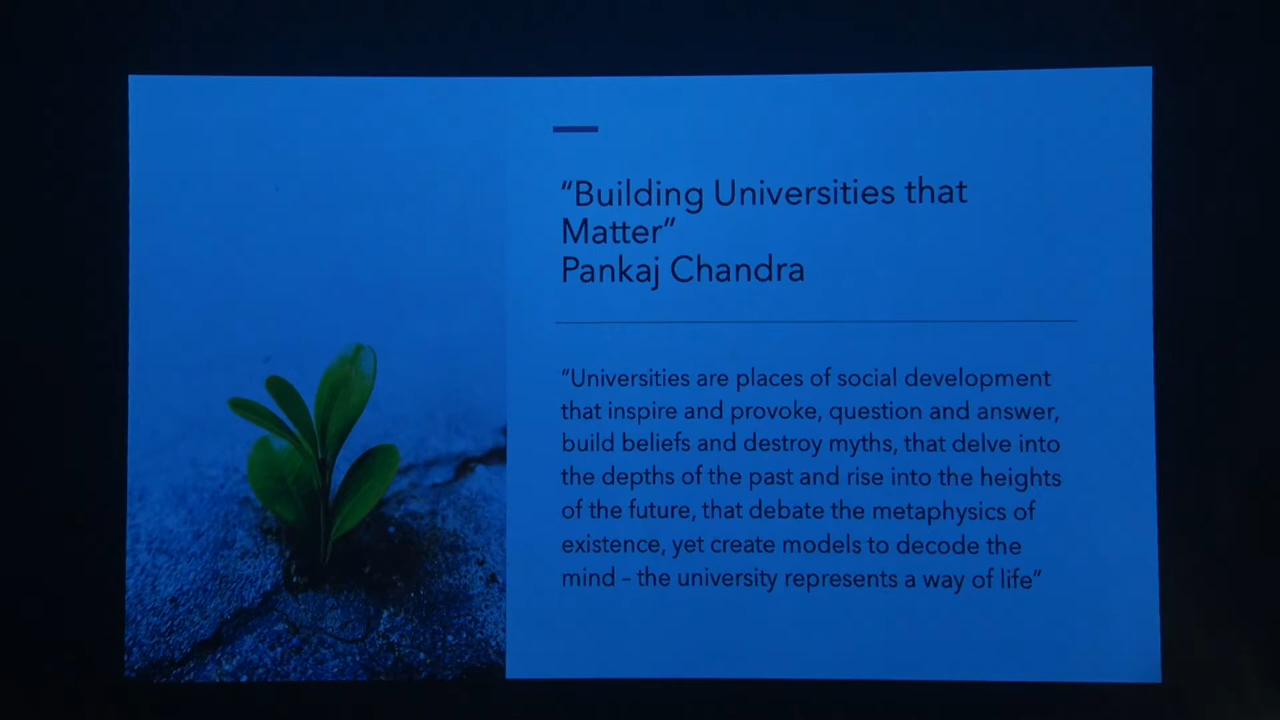 “Building Universities that
Matter”
Pankaj Chandra
“Universities are places of social development
that inspire and provoke, question and answer,
build beliefs and destroy myths, that delve into
the depths of the past and rise into the heights
of the future, that debate the metaphysics of
existence, yet create models to decode the
mind – the university represents a way of life”